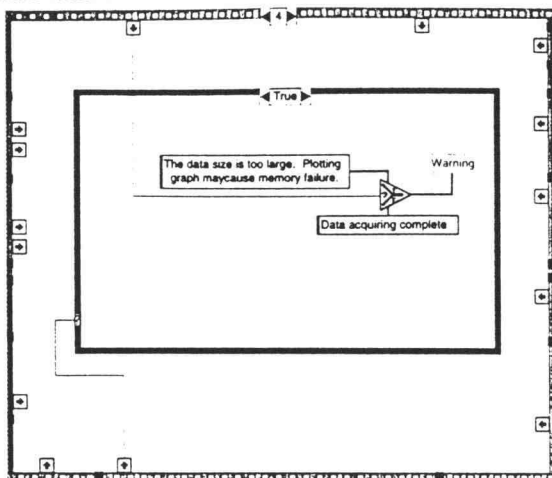 4
True
The data size is too large. Plotting
graph maycause memory failure.
Warning
Data acquiring complete